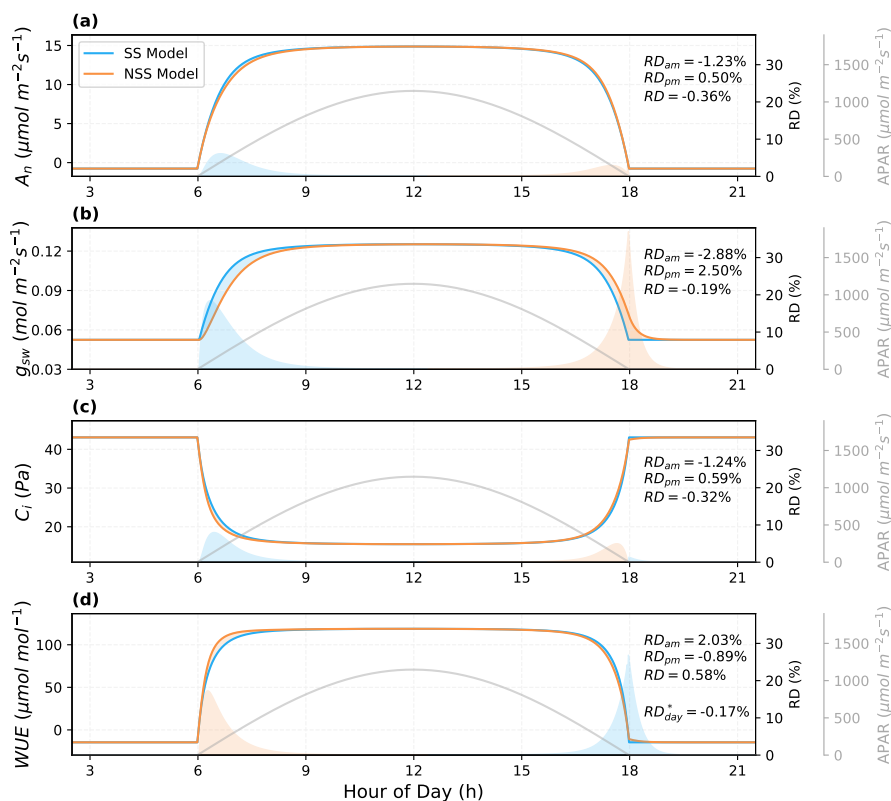 (a)
SS Model
NSS Model
A_n (μmol m⁻²s⁻¹)
15
10
5
0
RD_am = -1.23%
RD_pm = 0.50%
RD = -0.36%
30
20
10
0
RD (%)
1500
1000
500
0
APAR (μmol m⁻²s⁻¹)
3 6 9 12 15 18 21
(b)
g_sw (mol m⁻²s⁻¹)
0.12
0.09
0.06
0.03
RD_am = -2.88%
RD_pm = 2.50%
RD = -0.19%
30
20
10
0
RD (%)
1500
1000
500
0
APAR (μmol m⁻²s⁻¹)
3 6 9 12 15 18 21
(c)
C_i (Pa)
40
30
20
RD_am = -1.24%
RD_pm = 0.59%
RD = -0.32%
30
20
10
0
RD (%)
1500
1000
500
0
APAR (μmol m⁻²s⁻¹)
3 6 9 12 15 18 21
(d)
WUE (μmol mol⁻¹)
100
50
0
RD_am = 2.03%
RD_pm = -0.89%
RD = 0.58%
RD*_day = -0.17%
30
20
10
0
RD (%)
1500
1000
500
0
APAR (μmol m⁻²s⁻¹)
3 6 9 12 15 18 21
Hour of Day (h)